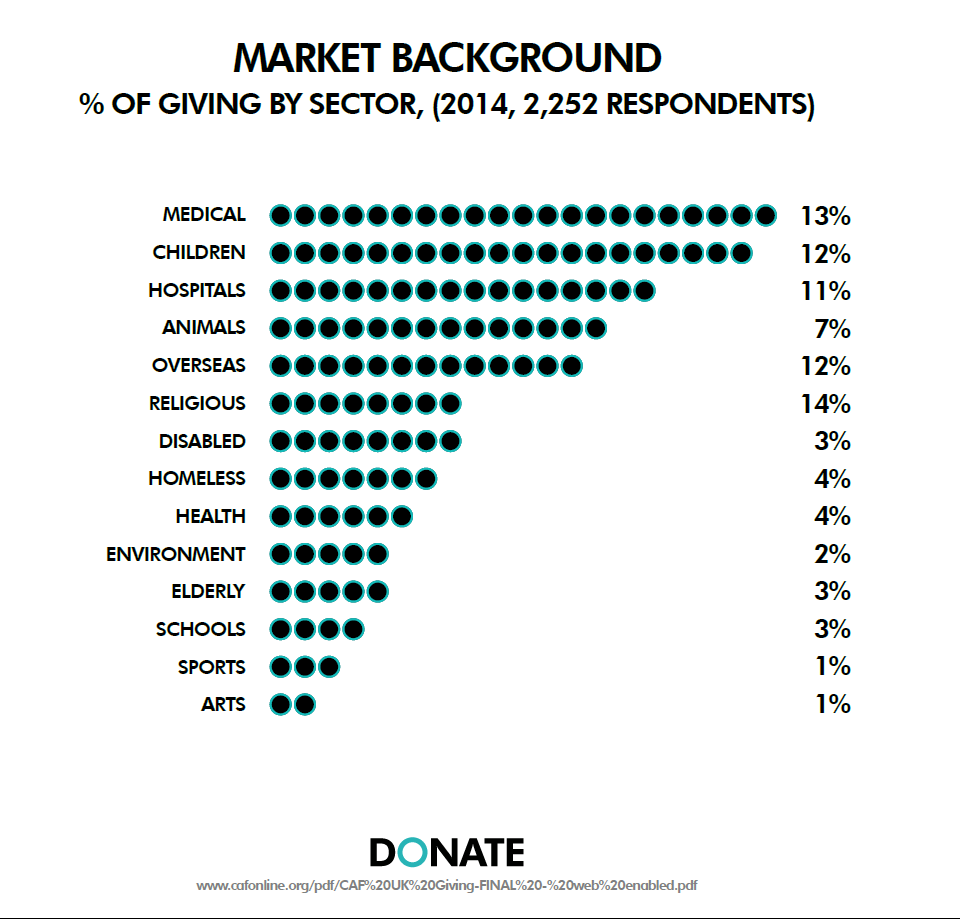 MARKET BACKGROUND
% OF GIVING BY SECTOR, (2014, 2,252 RESPONDENTS)
MEDICAL 13%
CHILDREN 12%
HOSPITALS 11%
ANIMALS 7%
OVERSEAS 12%
RELIGIOUS 14%
DISABLED 3%
HOMELESS 4%
HEALTH 4%
ENVIRONMENT 2%
ELDERLY 3%
SCHOOLS 3%
SPORTS 1%
ARTS 1%
DONATE
www.cafonline.org/pdf/CAF%20UK%20Giving-FINAL%20-%20web%20enabled.pdf